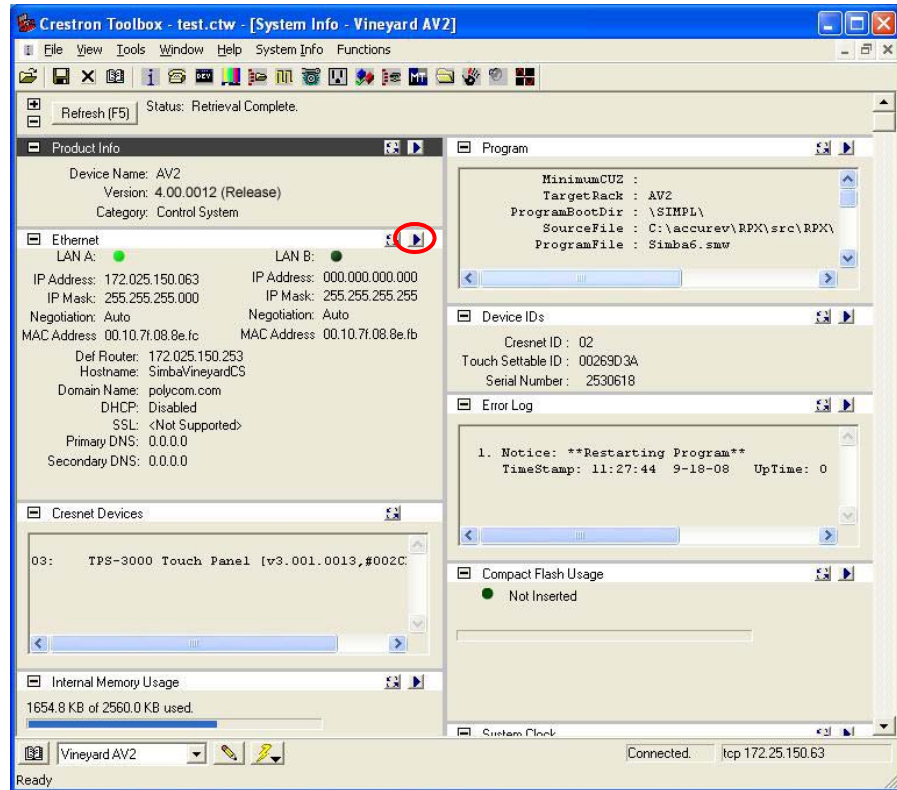 Crestron Toolbox - test.ctw - [System Info - Vineyard AV2]
File View Tools Window Help System Info Functions
Refresh (F5) Status: Retrieval Complete.
Product Info
Device Name: AV2
Version: 4.00.0012 (Release)
Category: Control System
Ethernet
LAN A: LAN B:
IP Address: 172.025.150.063 IP Address: 000.000.000.000
IP Mask: 255.255.255.000 IP Mask: 255.255.255.255
Negotiation: Auto Negotiation: Auto
MAC Address 00.10.7f.08.8e.fc MAC Address 00.10.7f.08.8e.fb
Def Router: 172.025.150.253
Hostname: SimbaVineyardCS
Domain Name: polycom.com
DHCP: Disabled
SSL: <Not Supported>
Primary DNS: 0.0.0.0
Secondary DNS: 0.0.0.0
Cresnet Devices
03: TPS-3000 Touch Panel [v3.001.0013,#002C
Internal Memory Usage
1654.8 KB of 2560.0 KB used.
Program
MinimumCUZ :
TargetRack : AV2
ProgramBootDir : \SIMPL\
SourceFile : C:\accurev\RPX\src\RPX\
ProgramFile : Simba6.smw
Device IDs
Cresnet ID : 02
Touch Settable ID : 00269D3A
Serial Number : 2530618
Error Log
1. Notice: **Restarting Program**
TimeStamp: 11:27:44 9-18-08 UpTime: 0
Compact Flash Usage
Not Inserted
System Clock
Vineyard AV2 Connected. tcp 172.25.150.63
Ready